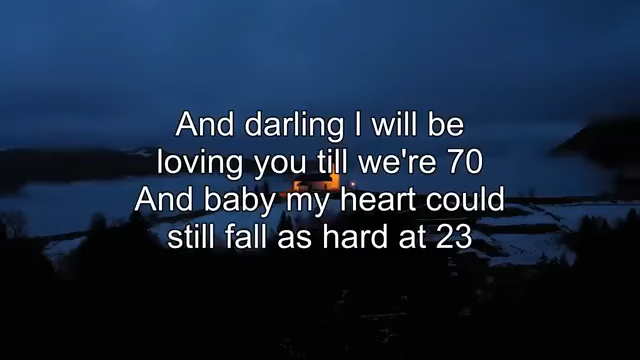 And darling I will be
loving you till we're 70
And baby my heart could
still fall as hard at 23